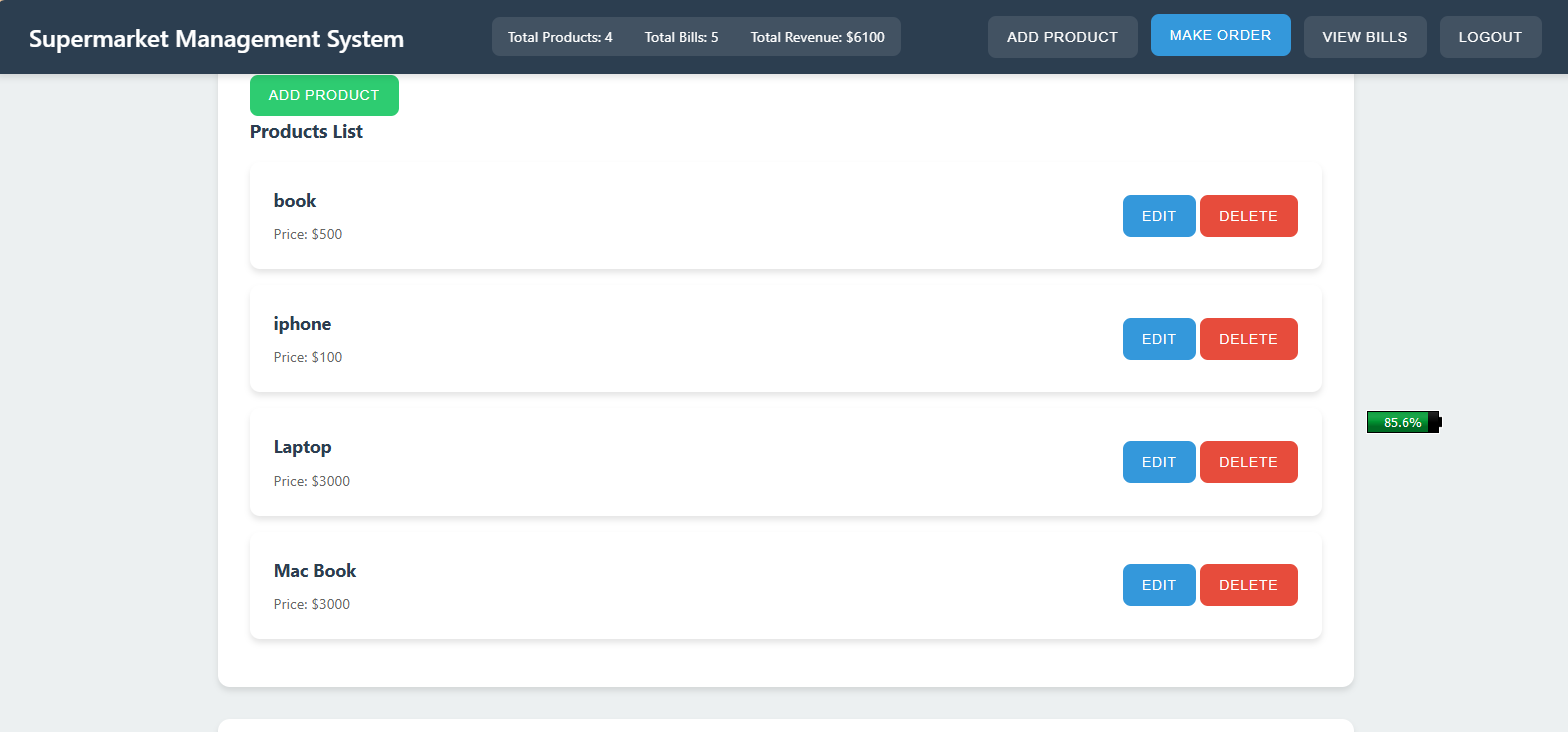 Supermarket Management System
Total Products: 4 Total Bills: 5 Total Revenue: $6100
ADD PRODUCT MAKE ORDER VIEW BILLS LOGOUT
ADD PRODUCT
Products List
book
Price: $500
EDIT DELETE
iphone
Price: $100
EDIT DELETE
85.6%
Laptop
Price: $3000
EDIT DELETE
Mac Book
Price: $3000
EDIT DELETE